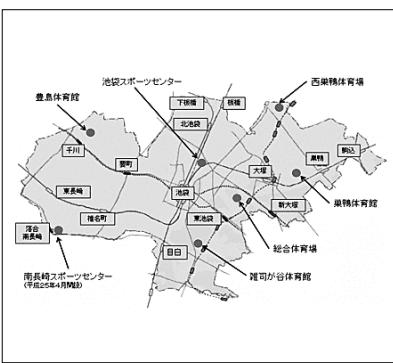 池袋スポーツセンター
西巣鴨体育場
豊島体育館
下板橋
板橋
北池袋
千川
要町
大塚
巣鴨
駒込
東長崎
池袋
巣鴨体育館
椎名町
東池袋
新大塚
落合
南長崎
目白
総合体育場
雑司が谷体育館
南長崎スポーツセンター
(平成25年4月開設)